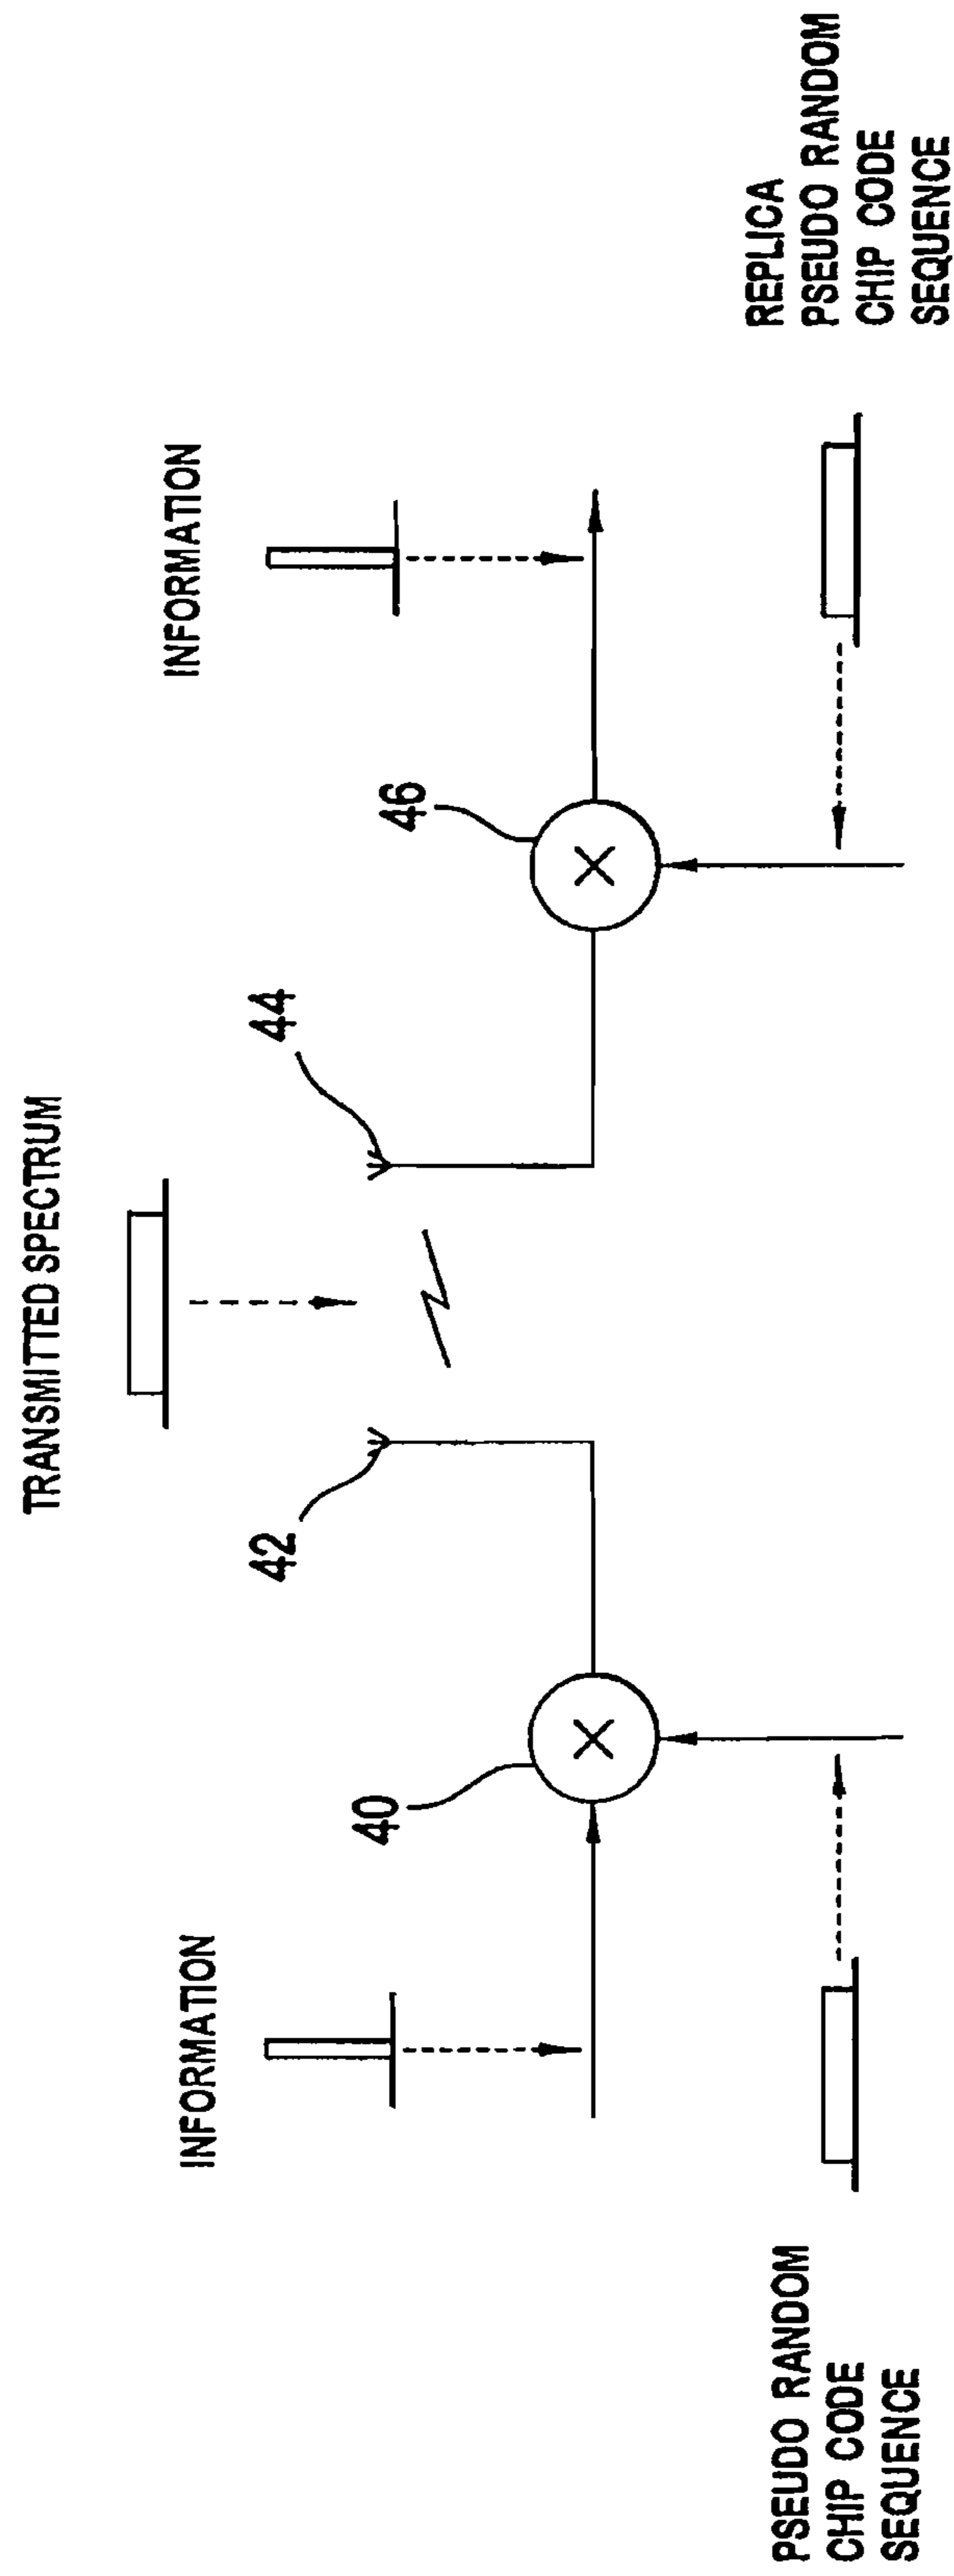 TRANSMITTED SPECTRUM
INFORMATION
INFORMATION
42
44
40
46
PSEUDO RANDOM
CHIP CODE
SEQUENCE
REPLICA
PSEUDO RANDOM
CHIP CODE
SEQUENCE